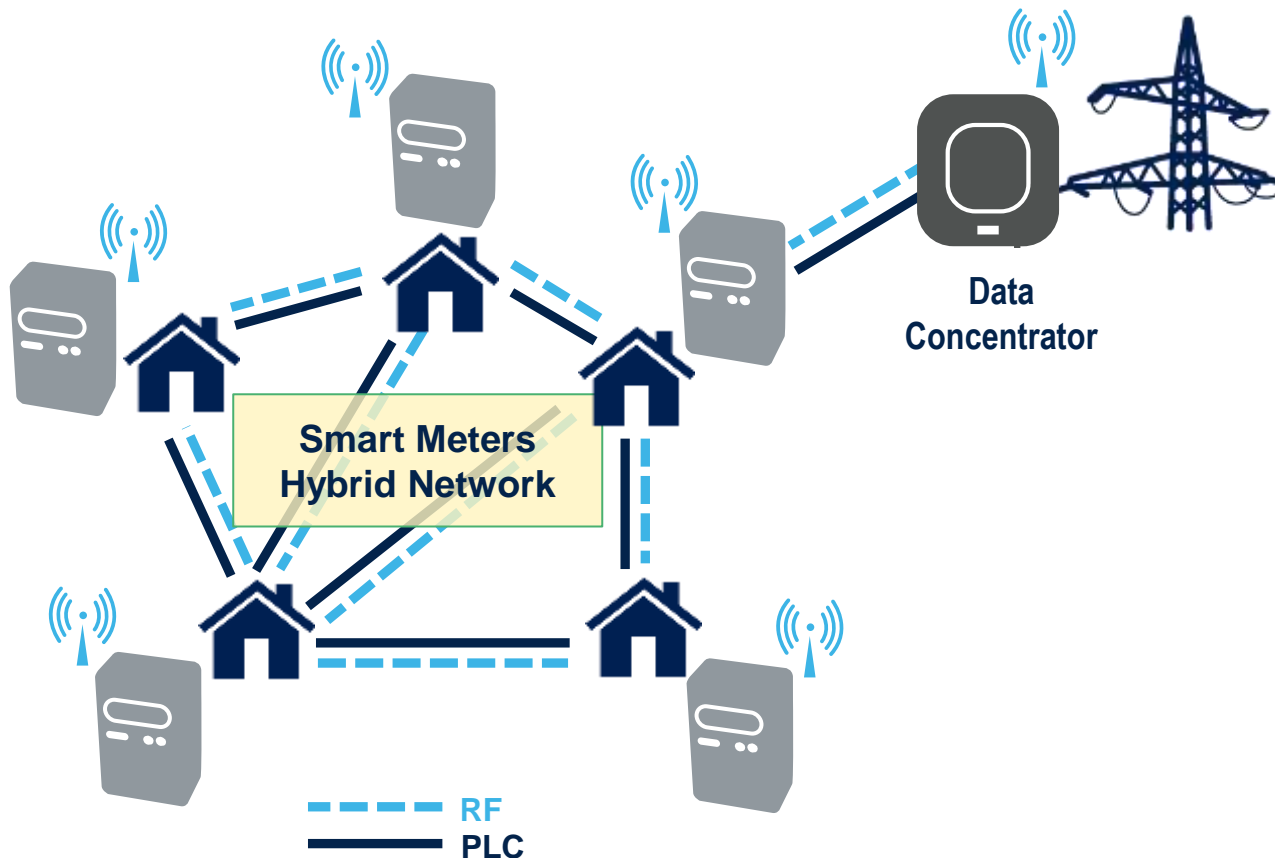 Data
Concentrator
Smart Meters
Hybrid Network
RF
PLC